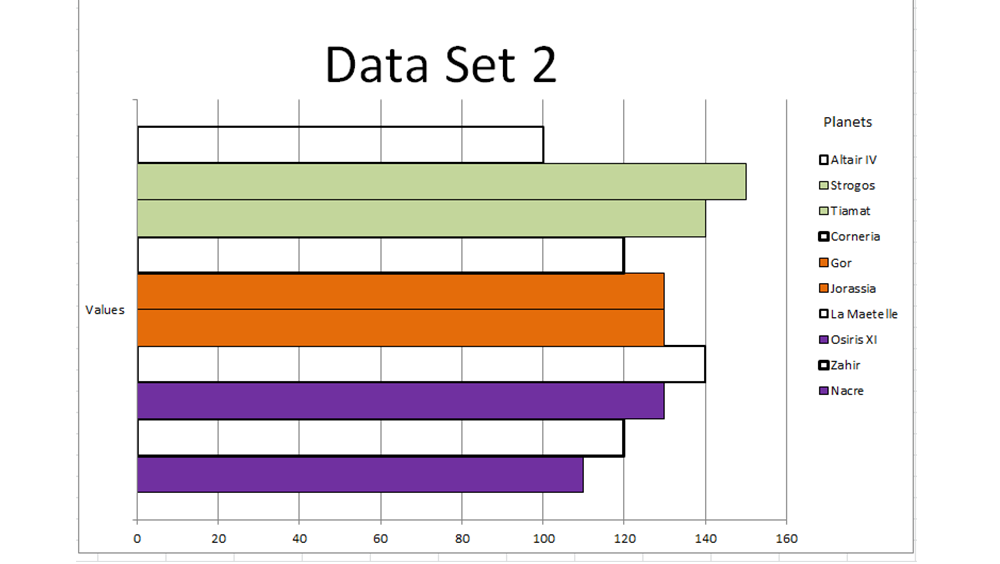 Data Set 2
Planets
Altair IV
Strogos
Tiamat
Corneria
Gor
Jorassia
La Maetelle
Osiris XI
Zahir
Nacre
Values
0 20 40 60 80 100 120 140 160